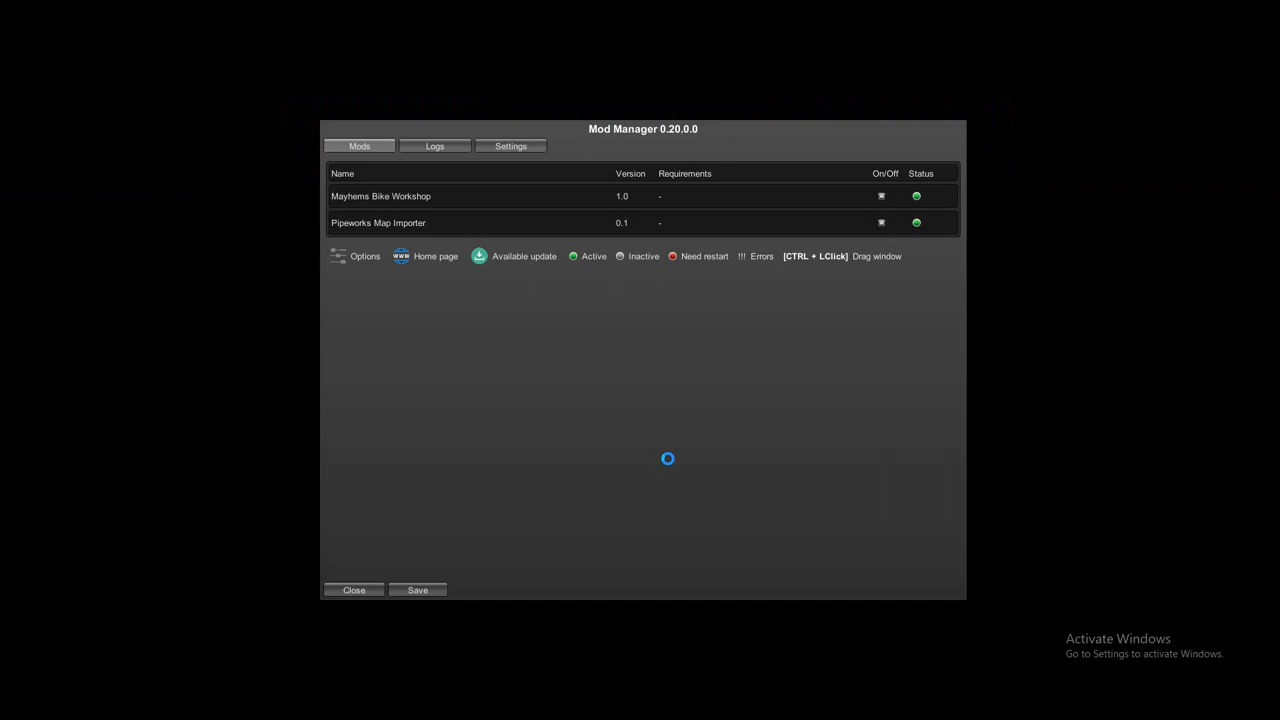 Mod Manager 0.20.0.0
Mods Logs Settings
Name Version Requirements On/Off Status
Mayhems Bike Workshop 1.0 -
Pipeworks Map Importer 0.1 -
Options WWW Home page Available update Active Inactive Need restart !!! Errors [CTRL + LClick] Drag window
Close Save
Activate Windows
Go to Settings to activate Windows.